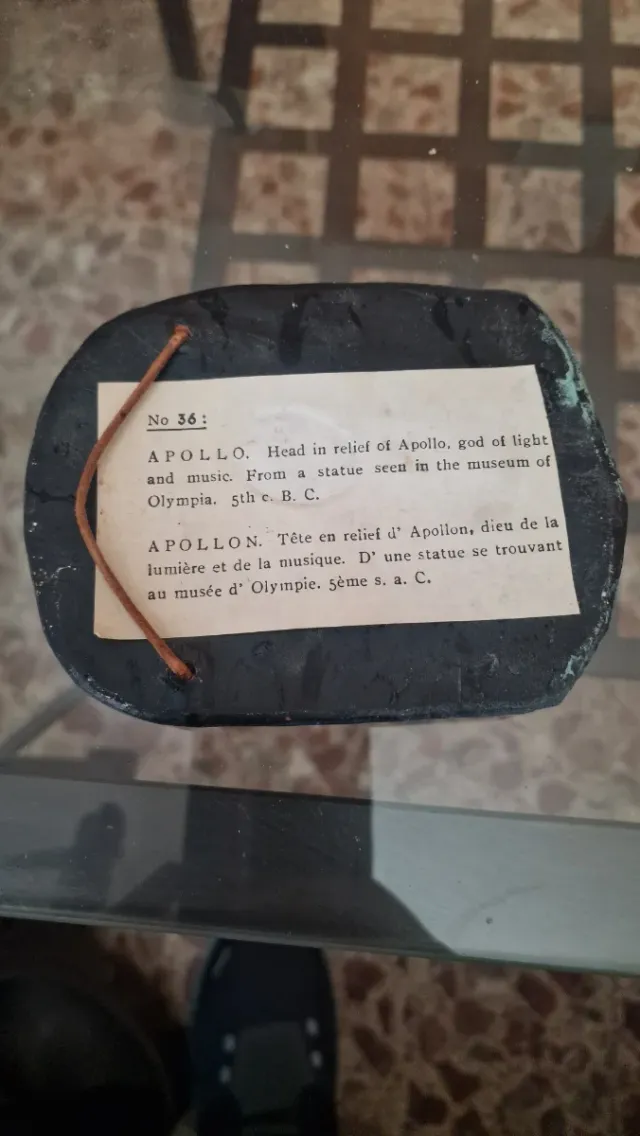 No 36 :
APOLLO. Head in relief of Apollo, god of light
and music. From a statue seen in the museum of
Olympia. 5th c. B. C.
APOLLON. Tête en relief d' Apollon, dieu de la
lumière et de la musique. D' une statue se trouvant
au musée d' Olympie. 5ème s. a. C.